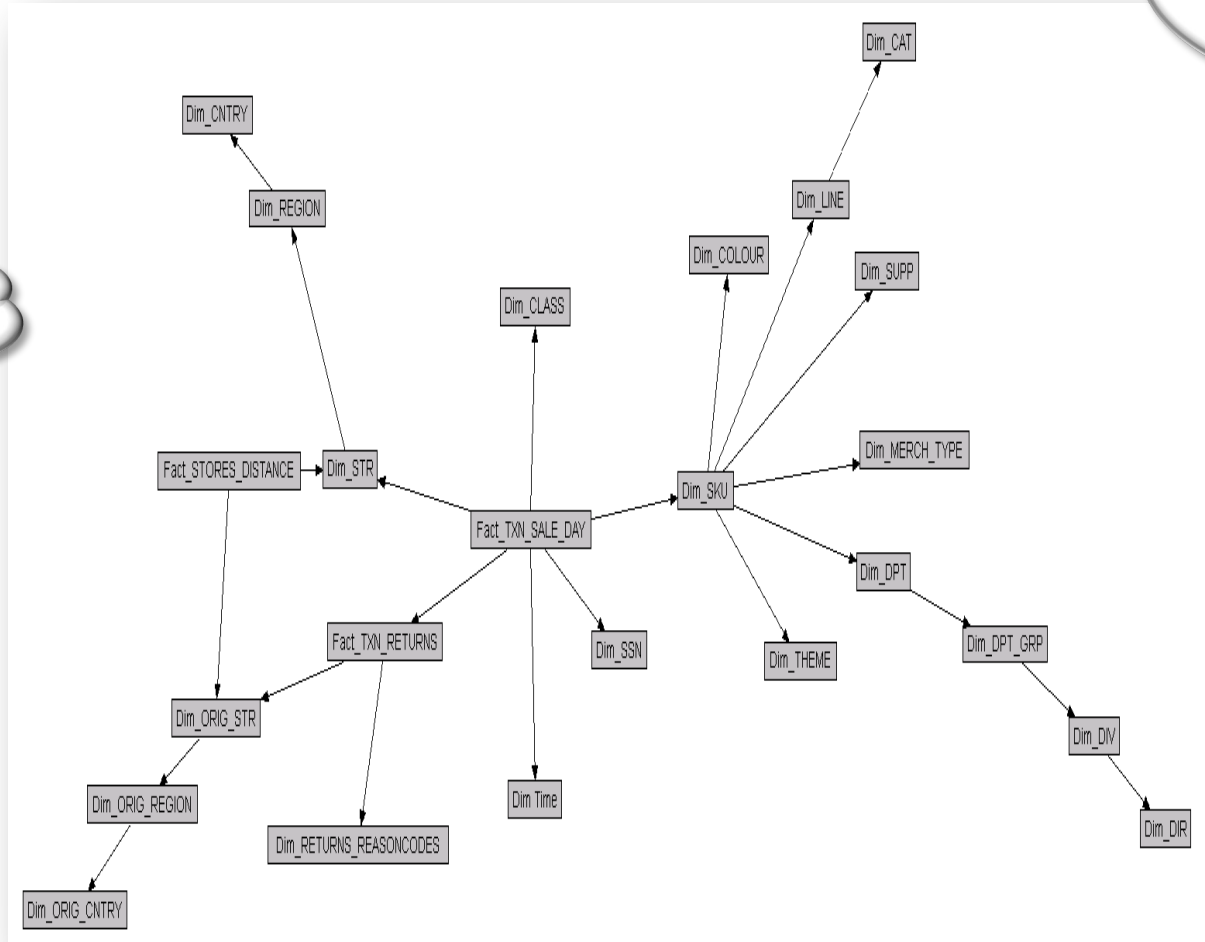 Dim_CAT
Dim_CNTRY
Dim_LINE
Dim_REGION
Dim_COLOUR
Dim_SUPP
Dim_CLASS
Dim_MERCH_TYPE
Fact_STORES_DISTANCE
Dim_STR
Dim_SKU
Fact_TXN_SALE_DAY
Dim_DPT
Fact_TXN_RETURNS
Dim_SSN
Dim_THEME
Dim_DPT_GRP
Dim_ORIG_STR
Dim_DIV
Dim Time
Dim_ORIG_REGION
Dim_DIR
Dim_RETURNS_REASONCODES
Dim_ORIG_CNTRY